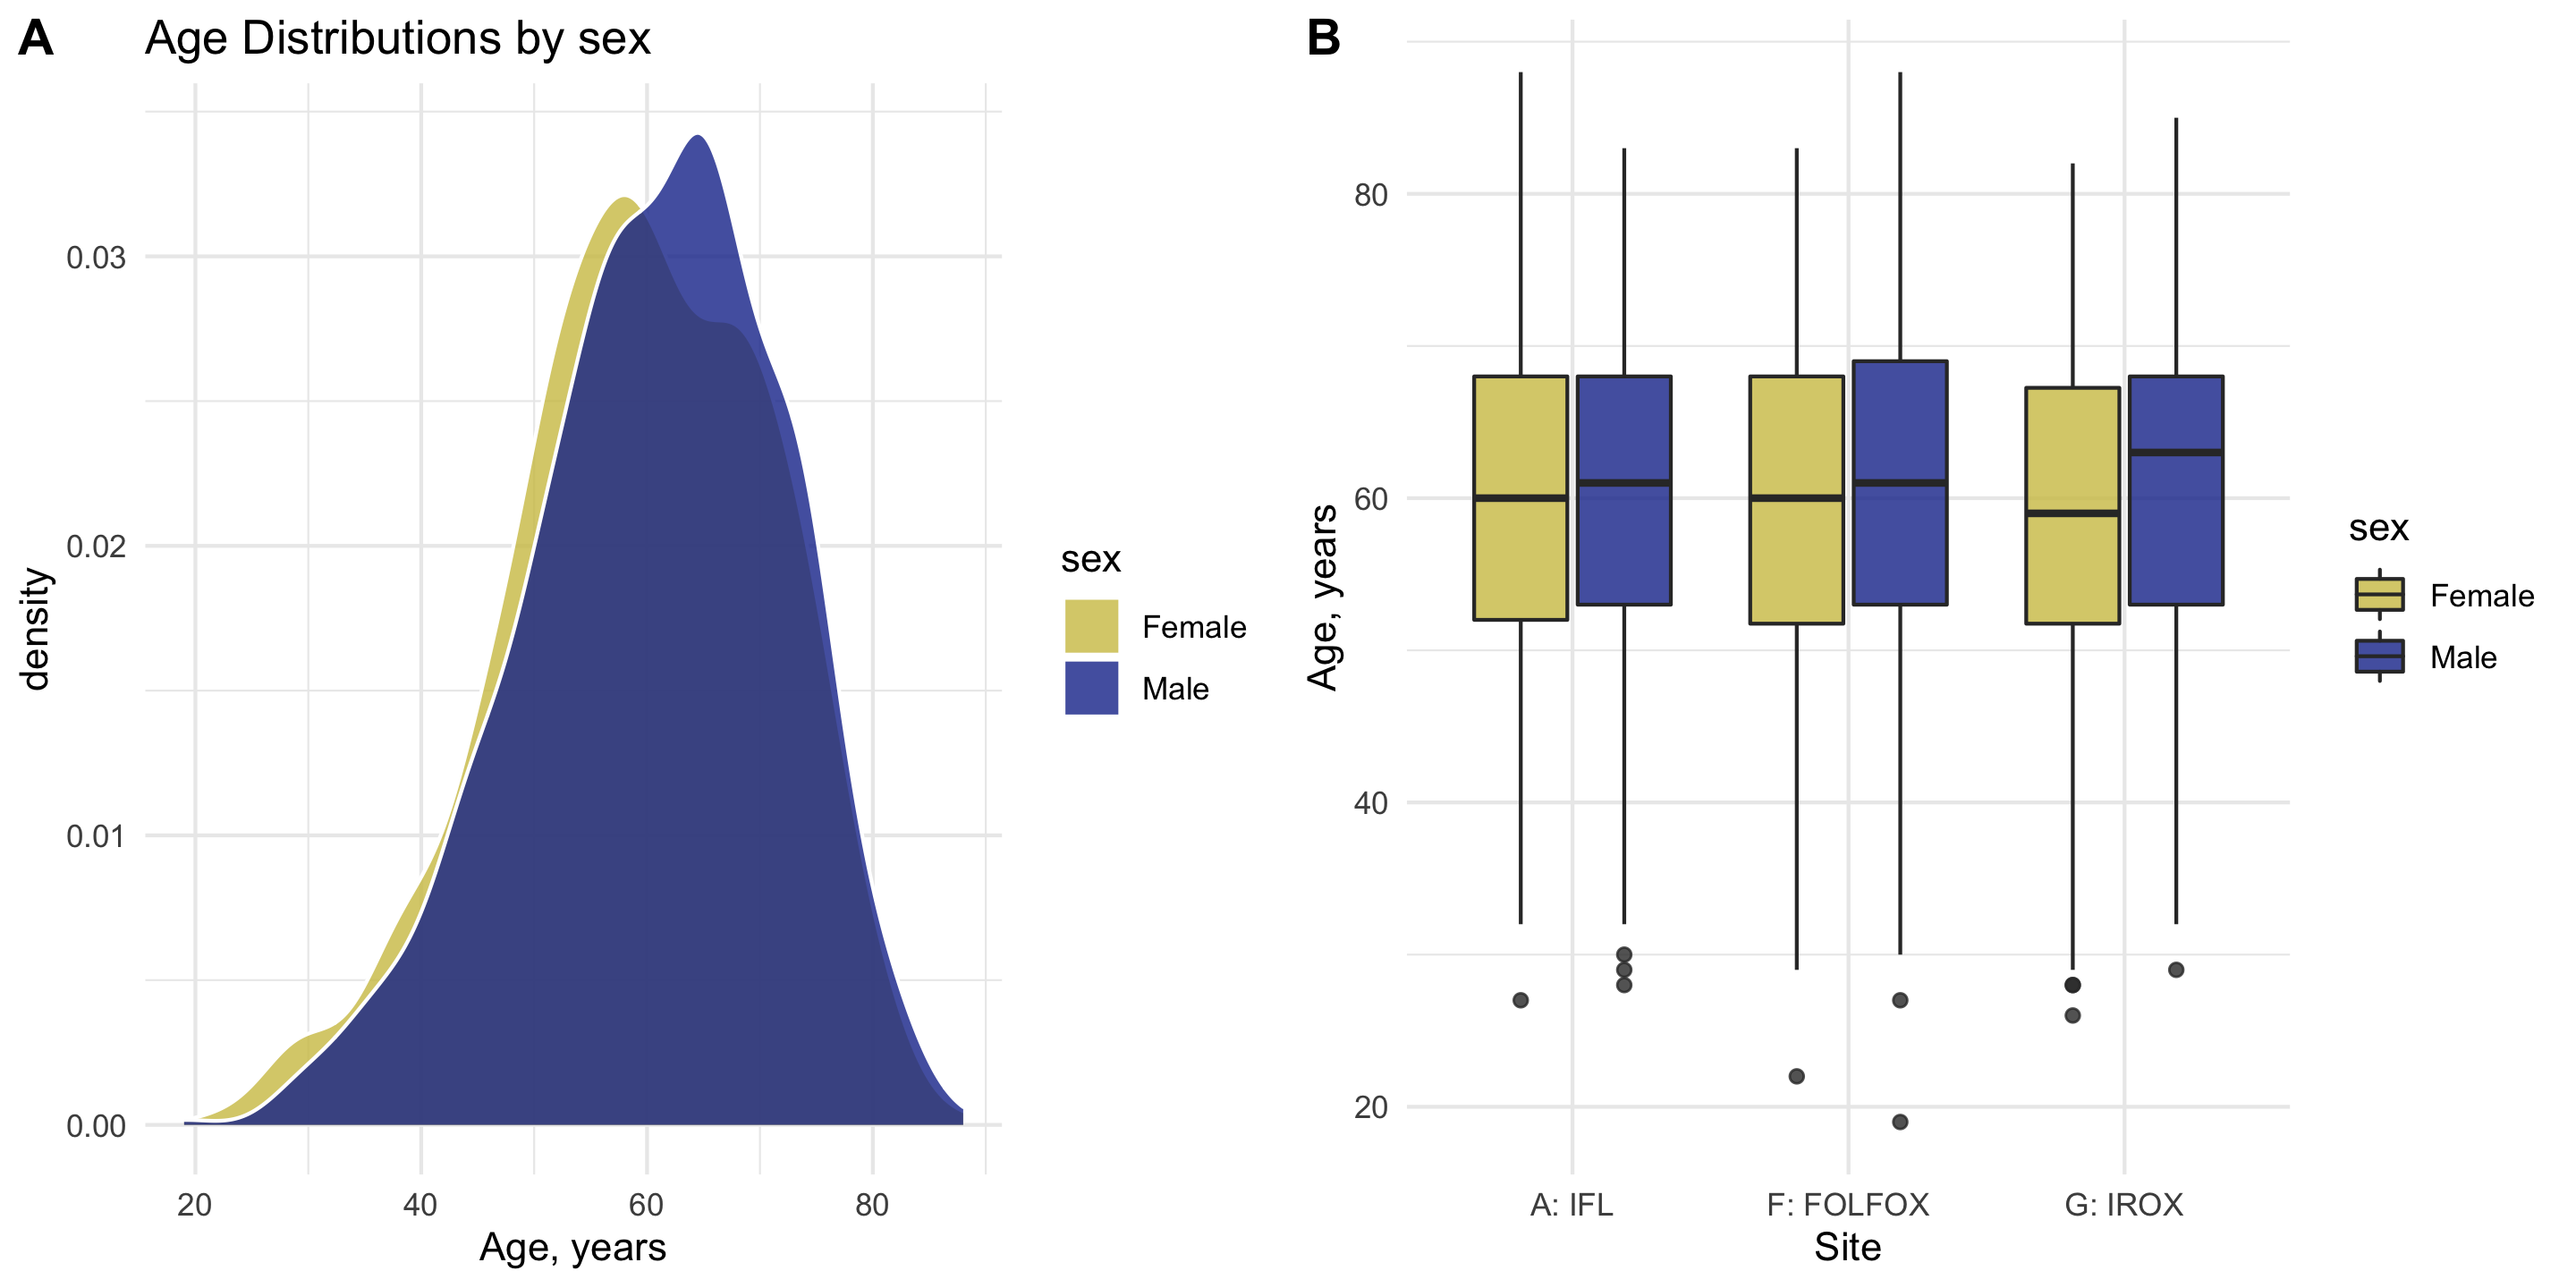 A
Age Distributions by sex
density
0.03
0.02
0.01
0.00
20 40 60 80
Age, years
sex
Female
Male
B
Age, years
80
60
40
20
A: IFL F: FOLFOX G: IROX
Site
sex
Female
Male